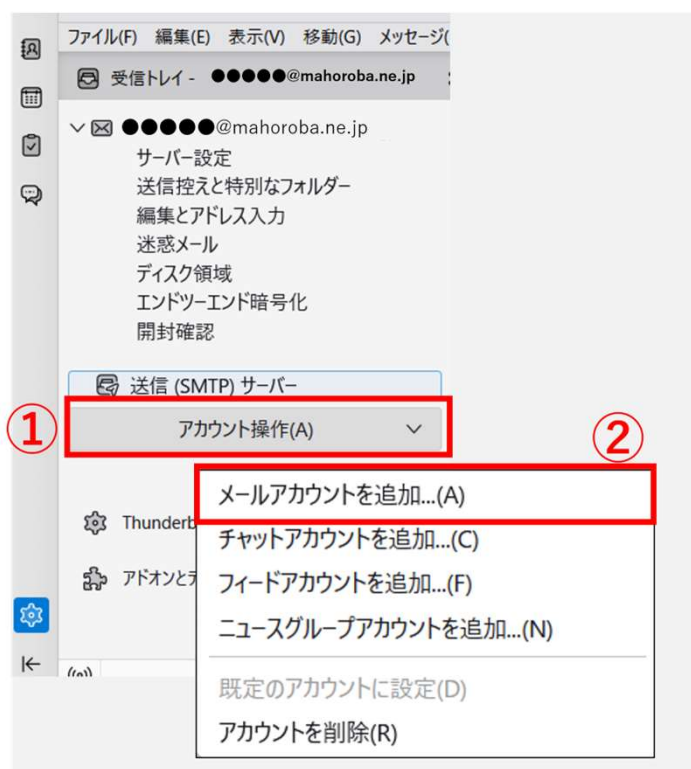 ファイル(F) 編集(E) 表示(V) 移動(G) メッセージ(
受信トレイ - ●●●●●@mahoroba.ne.jp
●●●●●@mahoroba.ne.jp
サーバー設定
送信控えと特別なフォルダー
編集とアドレス入力
迷惑メール
ディスク領域
エンドツーエンド暗号化
開封確認
送信 (SMTP) サーバー
①
アカウント操作(A)
②
メールアカウントを追加...(A)
Thunderb
チャットアカウントを追加...(C)
アドオンとテ
フィードアカウントを追加...(F)
ニュースグループアカウントを追加...(N)
既定のアカウントに設定(D)
アカウントを削除(R)